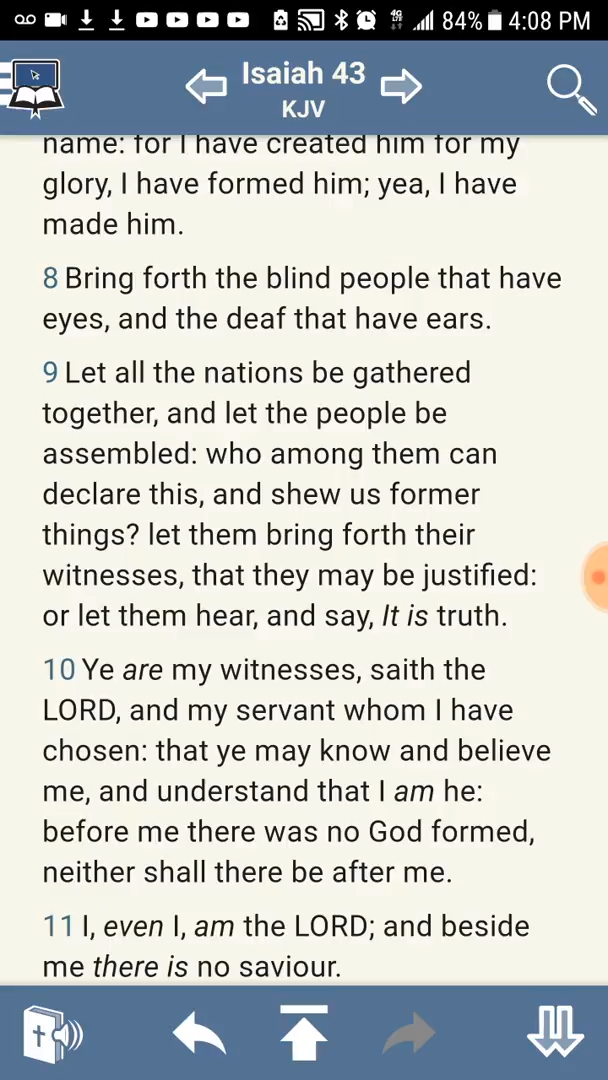 84% 4:08 PM
Isaiah 43
KJV
name: for I have created him for my
glory, I have formed him; yea, I have
made him.
8 Bring forth the blind people that have
eyes, and the deaf that have ears.
9 Let all the nations be gathered
together, and let the people be
assembled: who among them can
declare this, and shew us former
things? let them bring forth their
witnesses, that they may be justified:
or let them hear, and say, It is truth.
10 Ye are my witnesses, saith the
LORD, and my servant whom I have
chosen: that ye may know and believe
me, and understand that I am he:
before me there was no God formed,
neither shall there be after me.
11 I, even I, am the LORD; and beside
me there is no saviour.